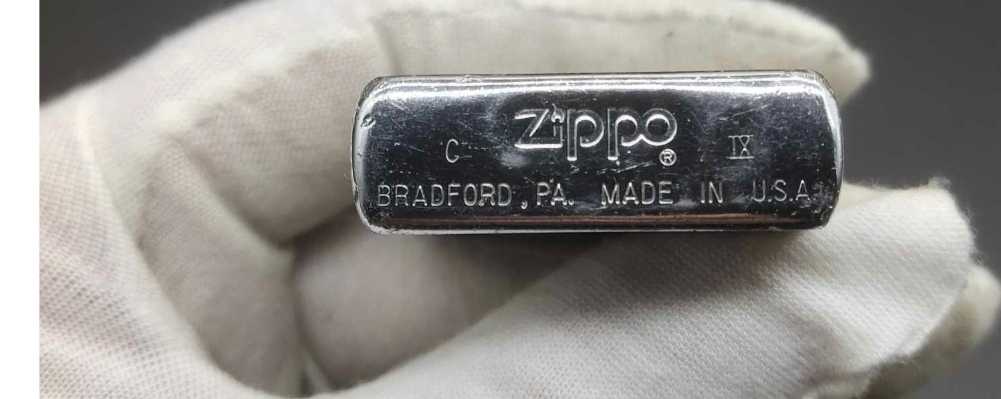 Zippo ®
C IX
BRADFORD, PA. MADE IN U.S.A.